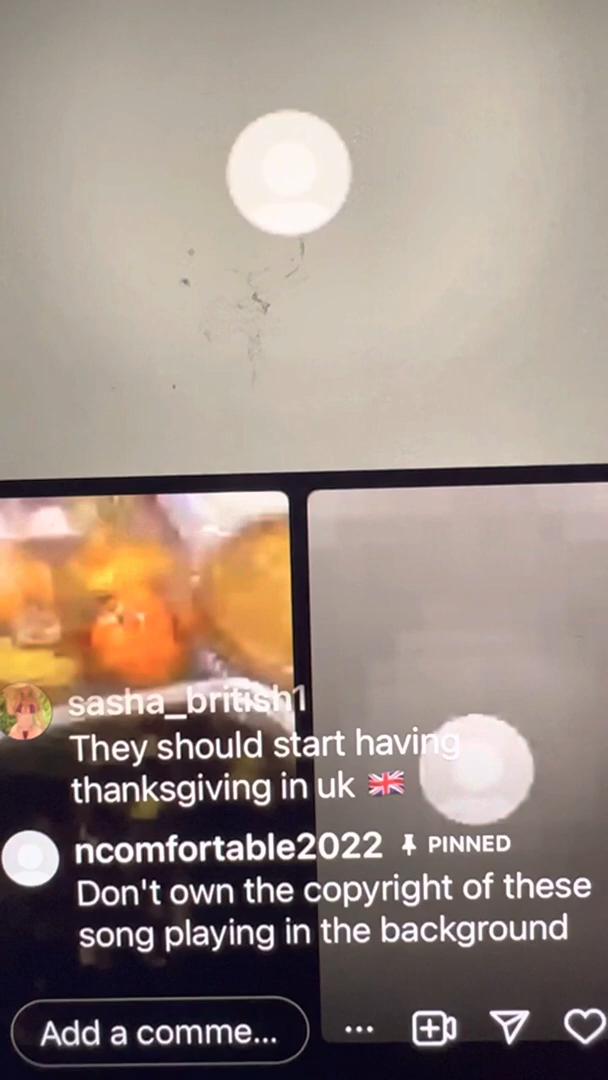 sasha_british1
They should start having
thanksgiving in uk 🇬🇧
ncomfortable2022 PINNED
Don't own the copyright of these
song playing in the background
Add a comme...